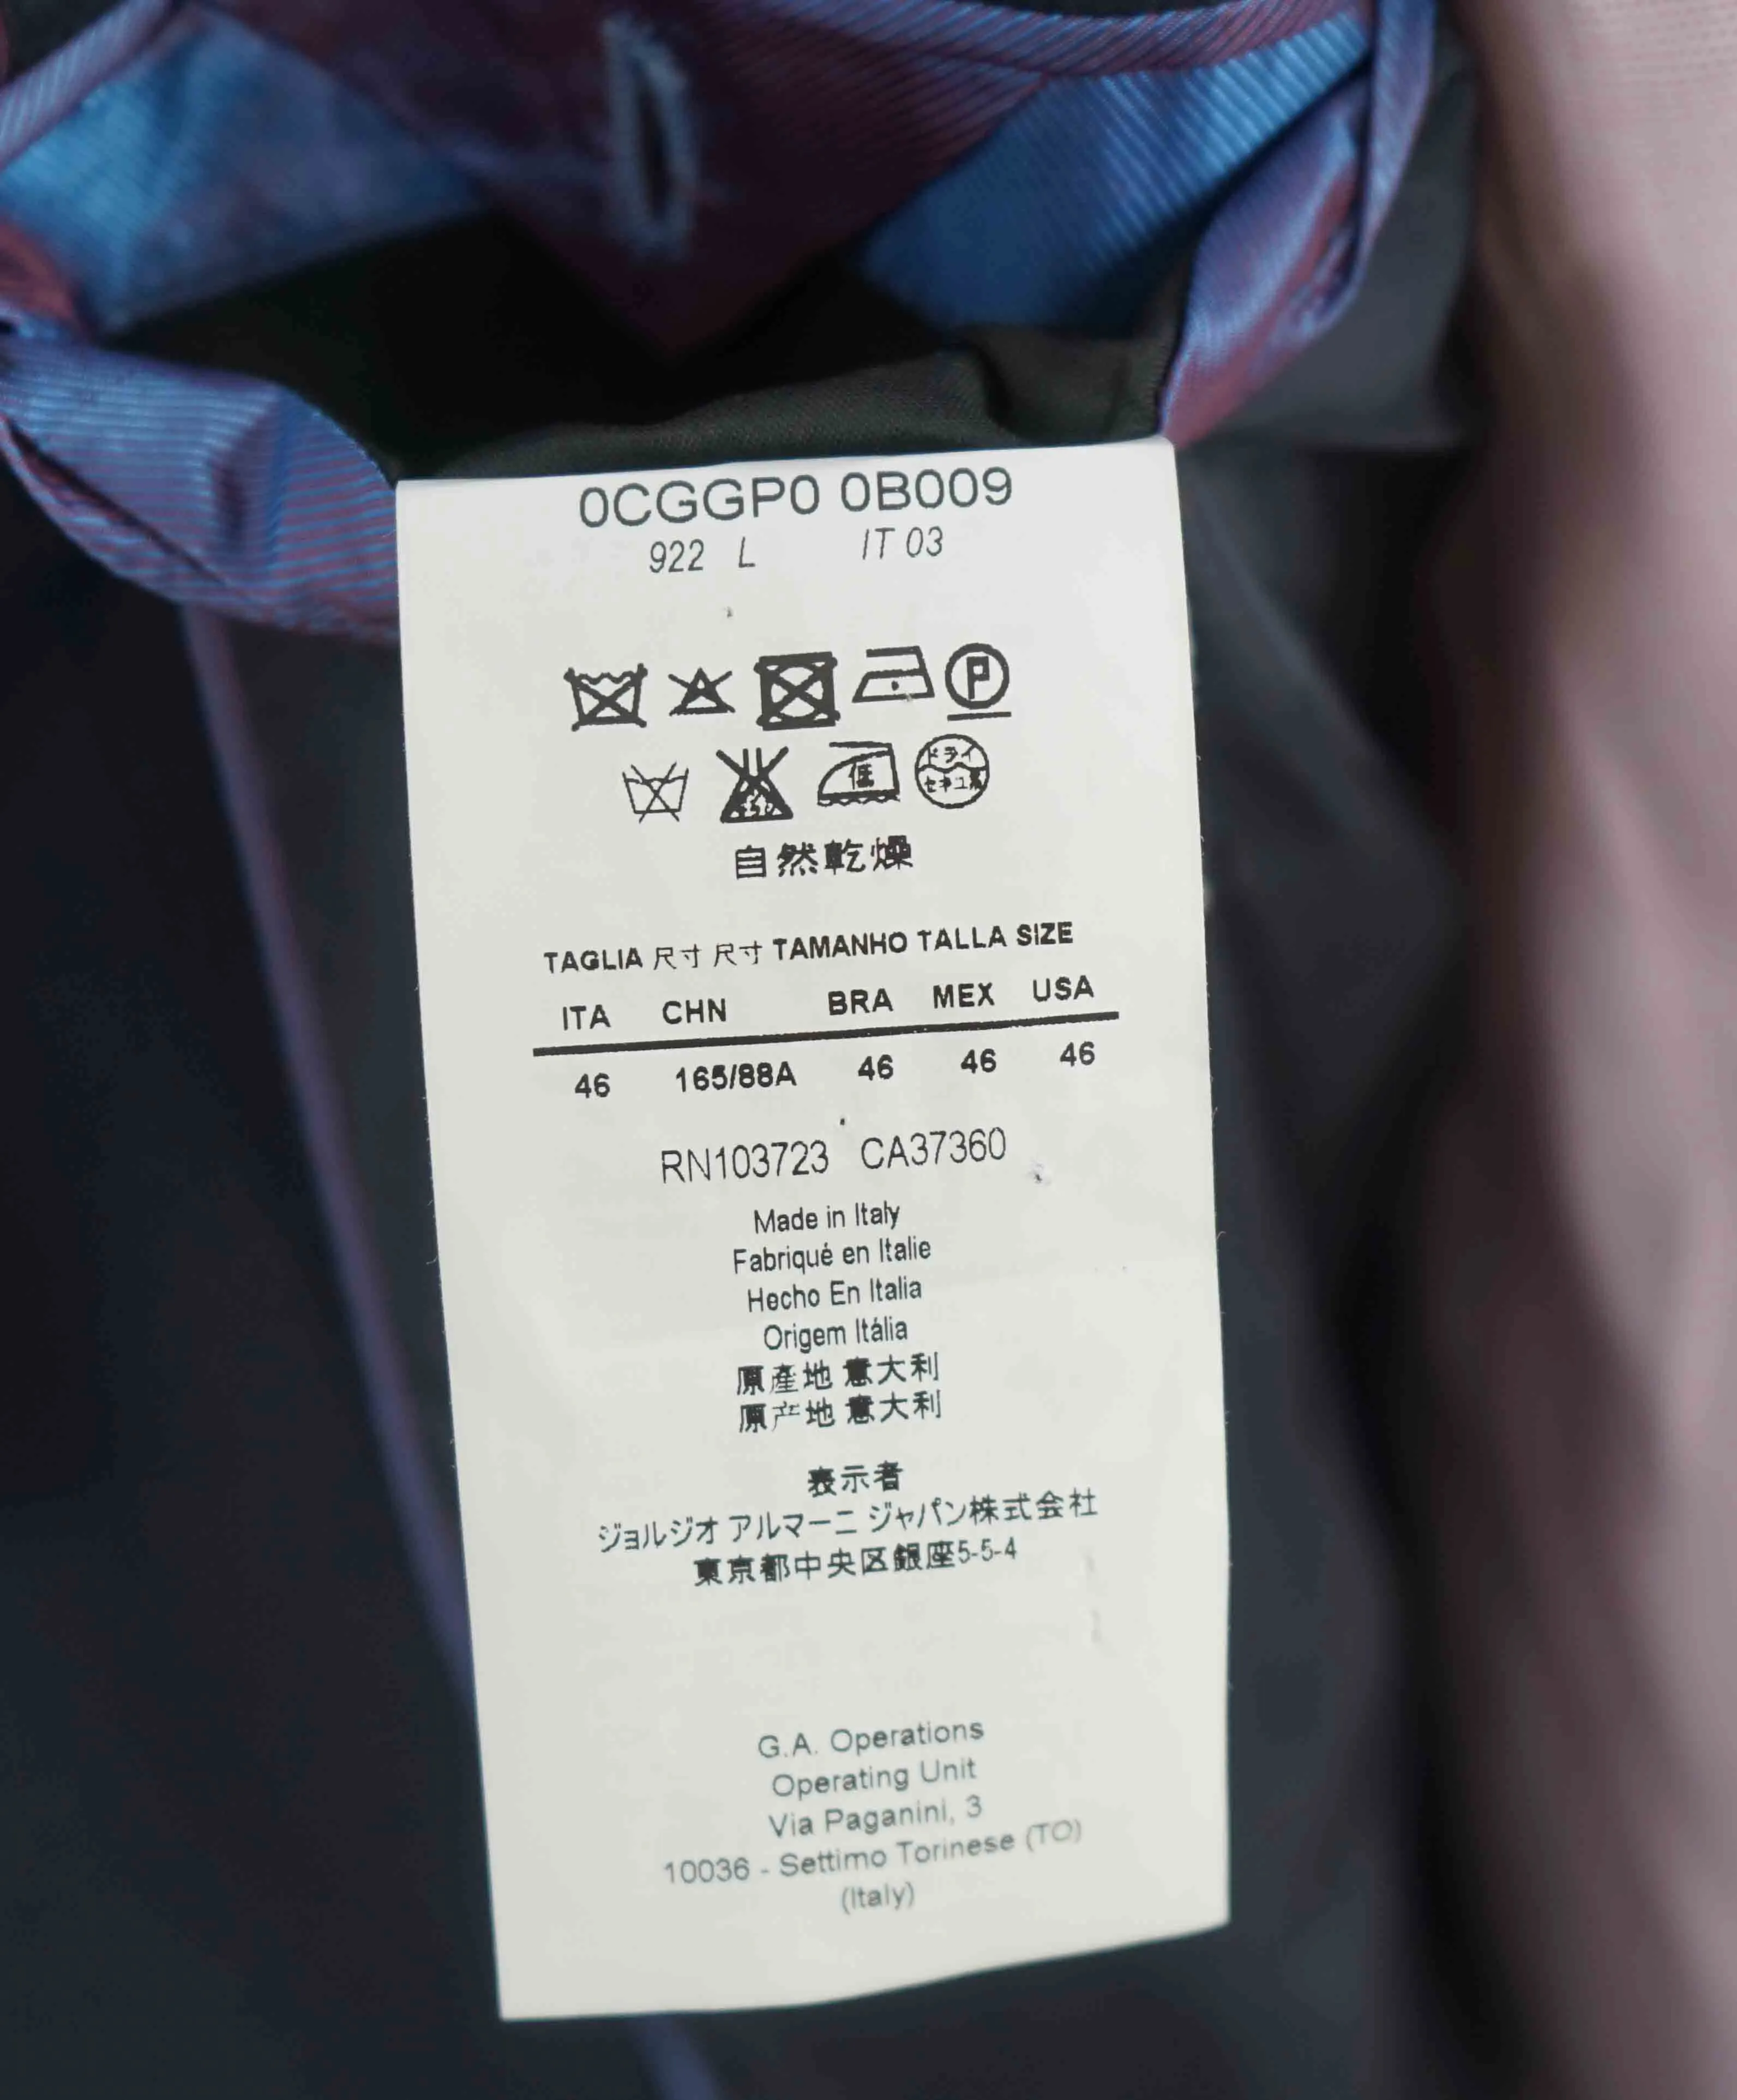 0CGGP0 0B009
922 L IT 03
P
低
ドライ
自然乾燥
TAGLIA 尺寸 尺寸 TAMANHO TALLA SIZE
ITA CHN BRA MEX USA
46 165/88A 46 46 46
RN103723 CA37360
Made in Italy
Fabriqué en Italie
Hecho En Italia
Origem Itália
原產地 意大利
原产地 意大利
表示者
ジョルジオ アルマーニ ジャパン株式会社
東京都中央区銀座5-5-4
G.A. Operations
Operating Unit
Via Paganini, 3
10036 - Settimo Torinese (TO)
(Italy)